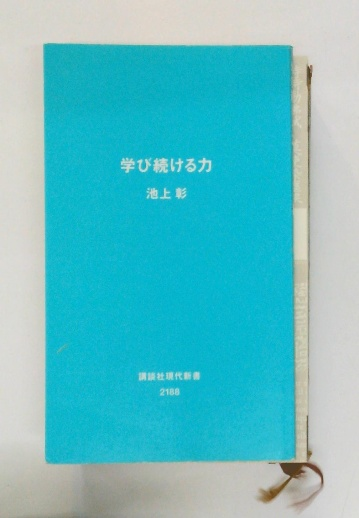 学び続ける力
池上 彰
講談社現代新書
2188